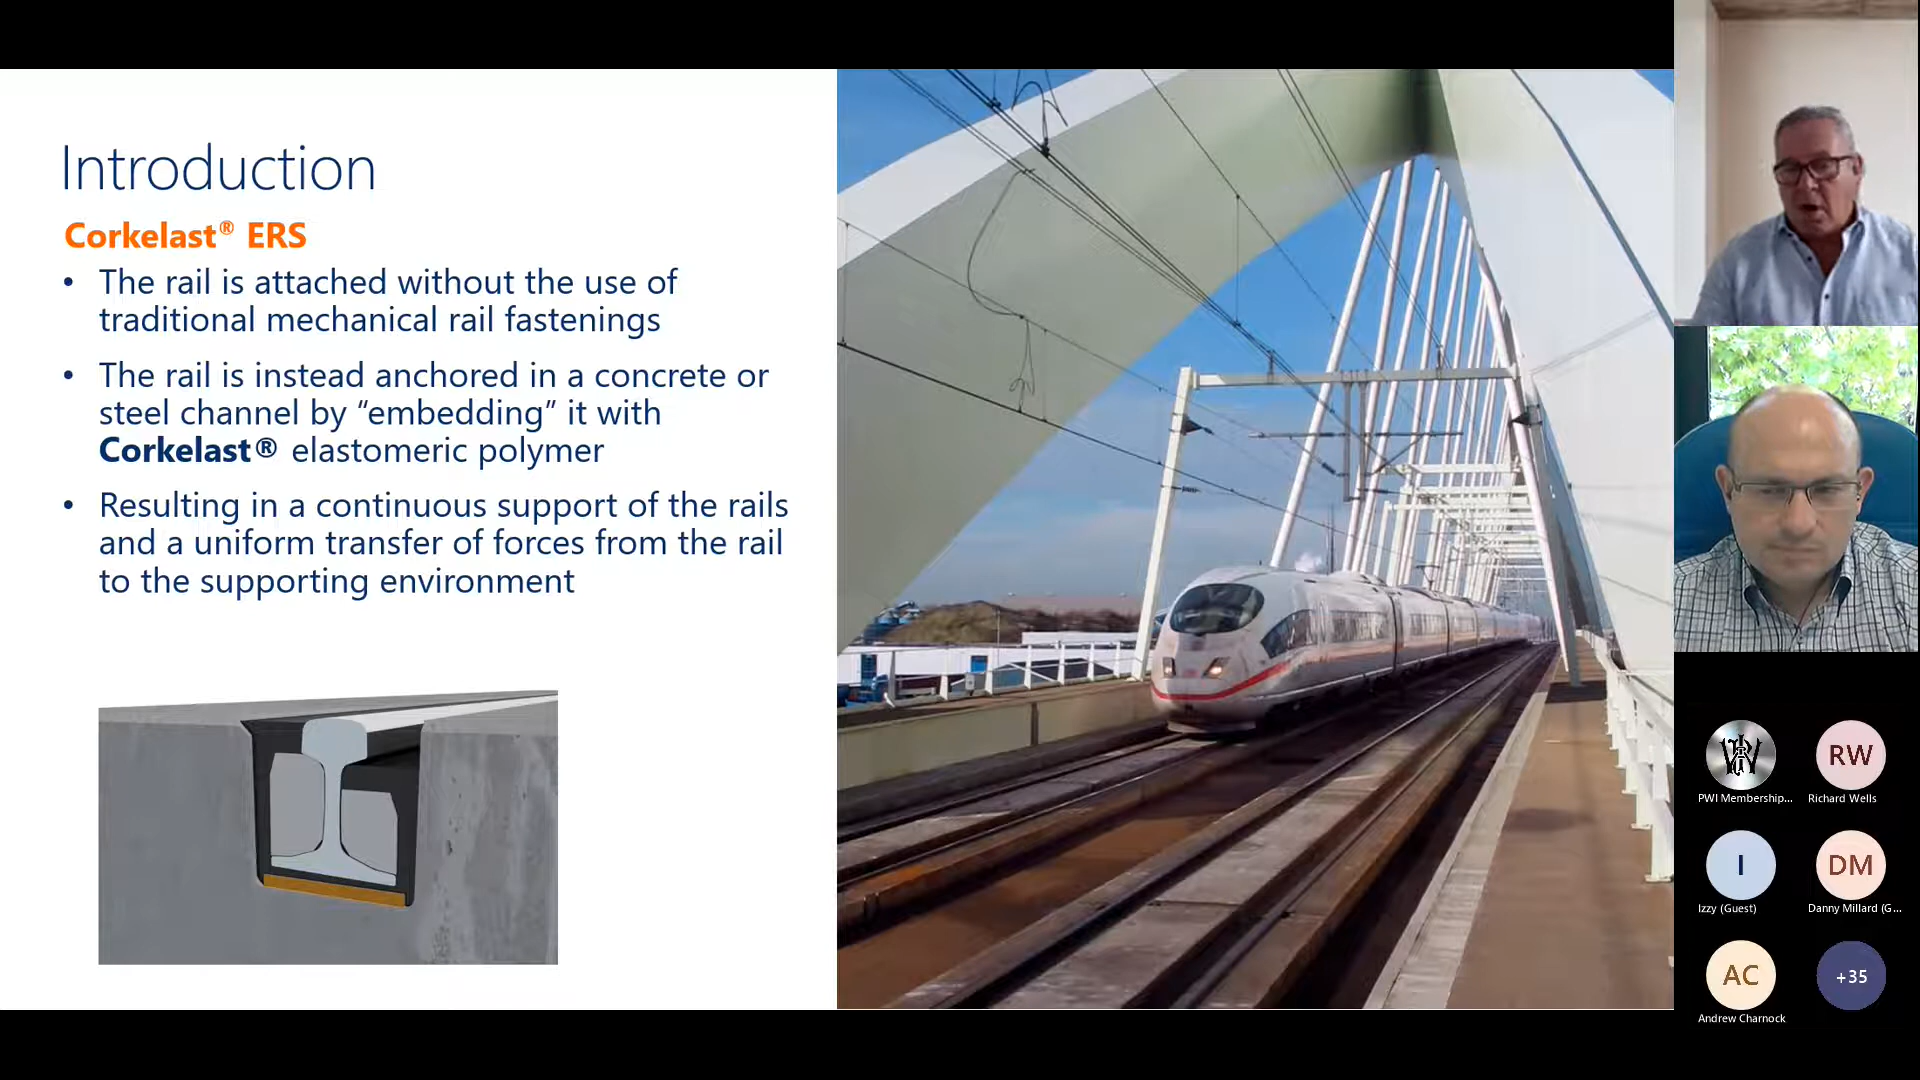 Introduction
Corkelast® ERS
• The rail is attached without the use of
traditional mechanical rail fastenings
• The rail is instead anchored in a concrete or
steel channel by “embedding” it with
Corkelast® elastomeric polymer
• Resulting in a continuous support of the rails
and a uniform transfer of forces from the rail
to the supporting environment
PWI Membership...
RW
Richard Wells
I
Izzy (Guest)
DM
Danny Millard (G...
AC
Andrew Charnock
+35